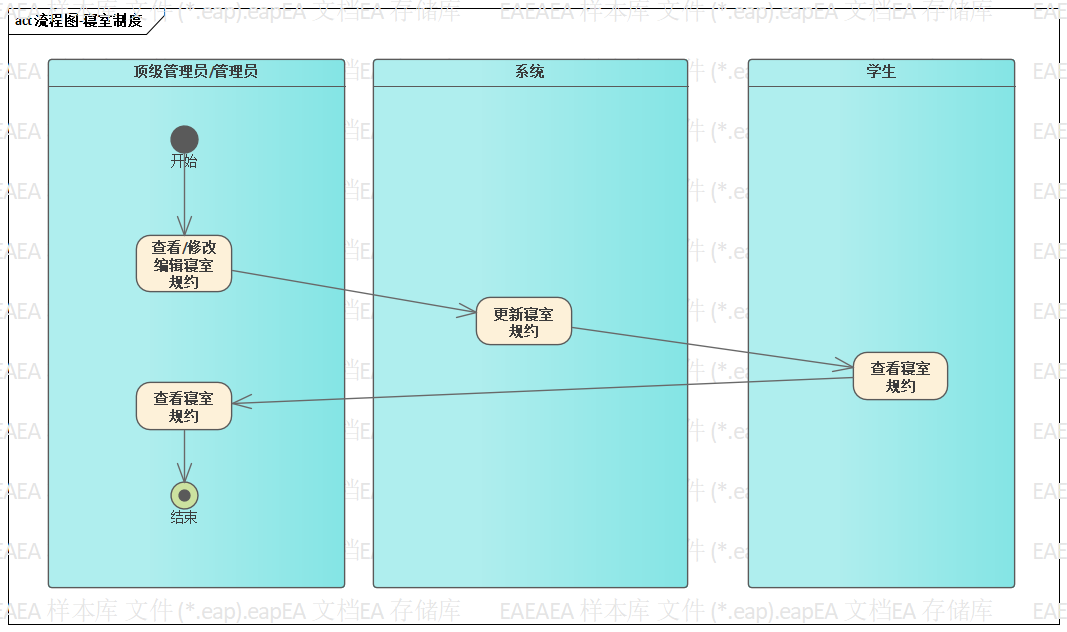 act 流程图-寝室制度
顶级管理员/管理员
系统
学生
开始
查看/修改
编辑寝室
规约
更新寝室
规约
查看寝室
规约
查看寝室
规约
结束
EAEA 样本库 文件 (*.eap).eapEA 文档EA 存储库
EAEAEA 样本库 文件 (*.eap).eapEA 文档EA 存储库